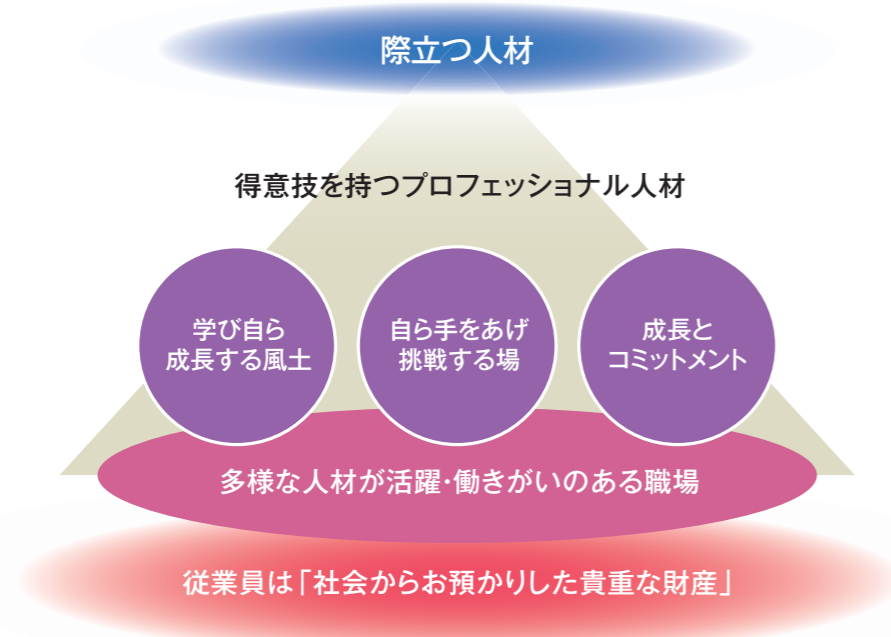 際立つ人材
得意技を持つプロフェッショナル人材
学び自ら
成長する風土
自ら手をあげ
挑戦する場
成長と
コミットメント
多様な人材が活躍・働きがいのある職場
従業員は「社会からお預かりした貴重な財産」